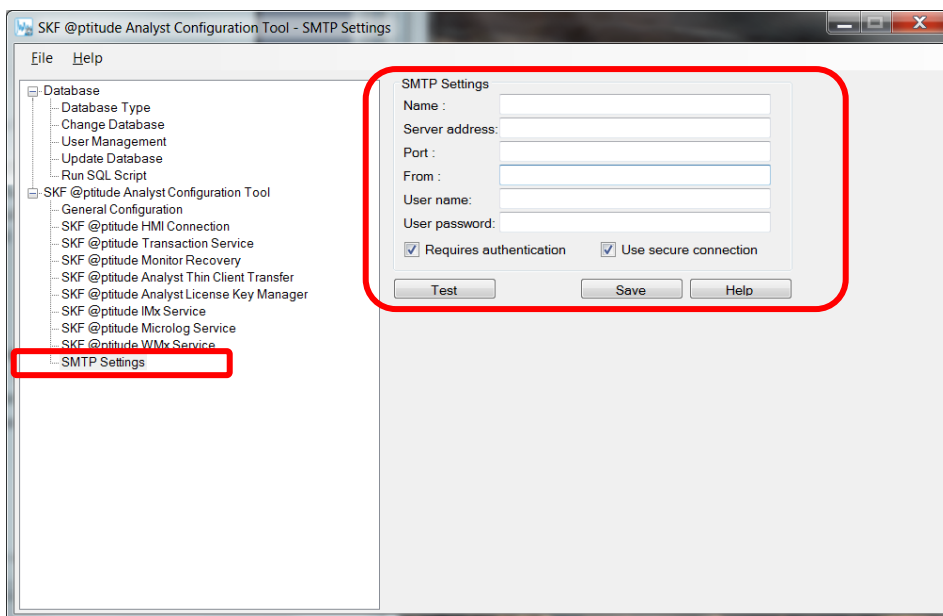 SKF @ptitude Analyst Configuration Tool - SMTP Settings
File Help
Database
Database Type
Change Database
User Management
Update Database
Run SQL Script
SKF @ptitude Analyst Configuration Tool
General Configuration
SKF @ptitude HMI Connection
SKF @ptitude Transaction Service
SKF @ptitude Monitor Recovery
SKF @ptitude Analyst Thin Client Transfer
SKF @ptitude Analyst License Key Manager
SKF @ptitude IMx Service
SKF @ptitude Microlog Service
SKF @ptitude WMx Service
SMTP Settings
SMTP Settings
Name :
Server address:
Port :
From :
User name:
User password:
Requires authentication Use secure connection
Test Save Help